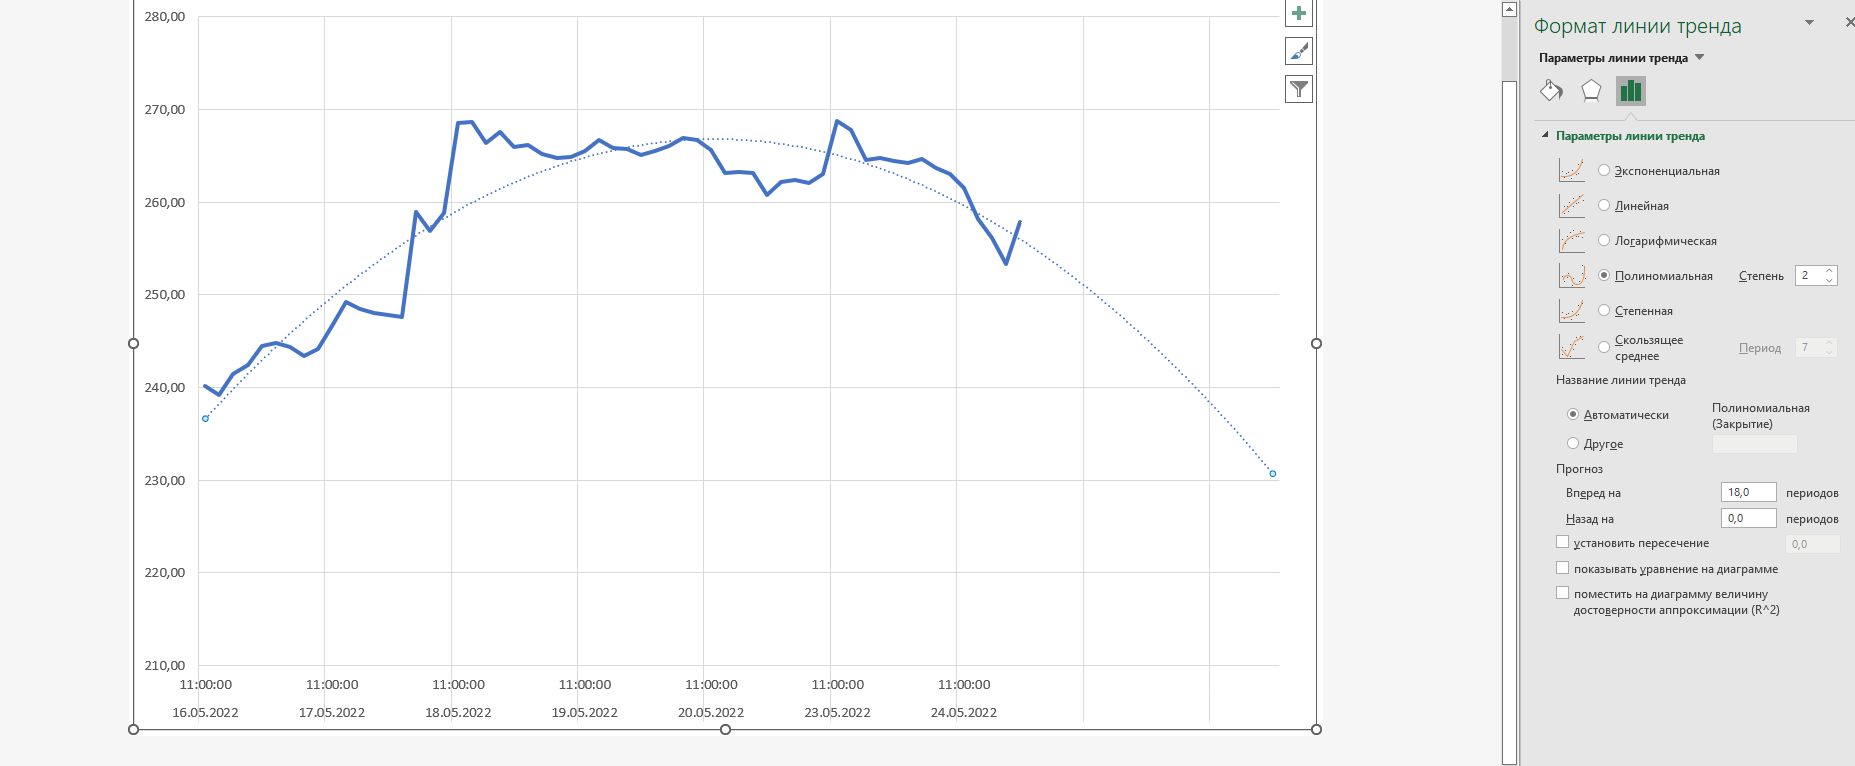 280,00
270,00
260,00
250,00
240,00
230,00
220,00
210,00
11:00:00 11:00:00 11:00:00 11:00:00 11:00:00 11:00:00 11:00:00
16.05.2022 17.05.2022 18.05.2022 19.05.2022 20.05.2022 23.05.2022 24.05.2022
Формат линии тренда
Параметры линии тренда
Параметры линии тренда
Экспоненциальная
Линейная
Логарифмическая
Полиномиальная Степень 2
Степенная
Скользящее
среднее
Период 7
Название линии тренда
Автоматически
Полиномиальная
(Закрытие)
Другое
Прогноз
Вперед на 18,0 периодов
Назад на 0,0 периодов
установить пересечение 0,0
показывать уравнение на диаграмме
поместить на диаграмму величину
достоверности аппроксимации (R^2)